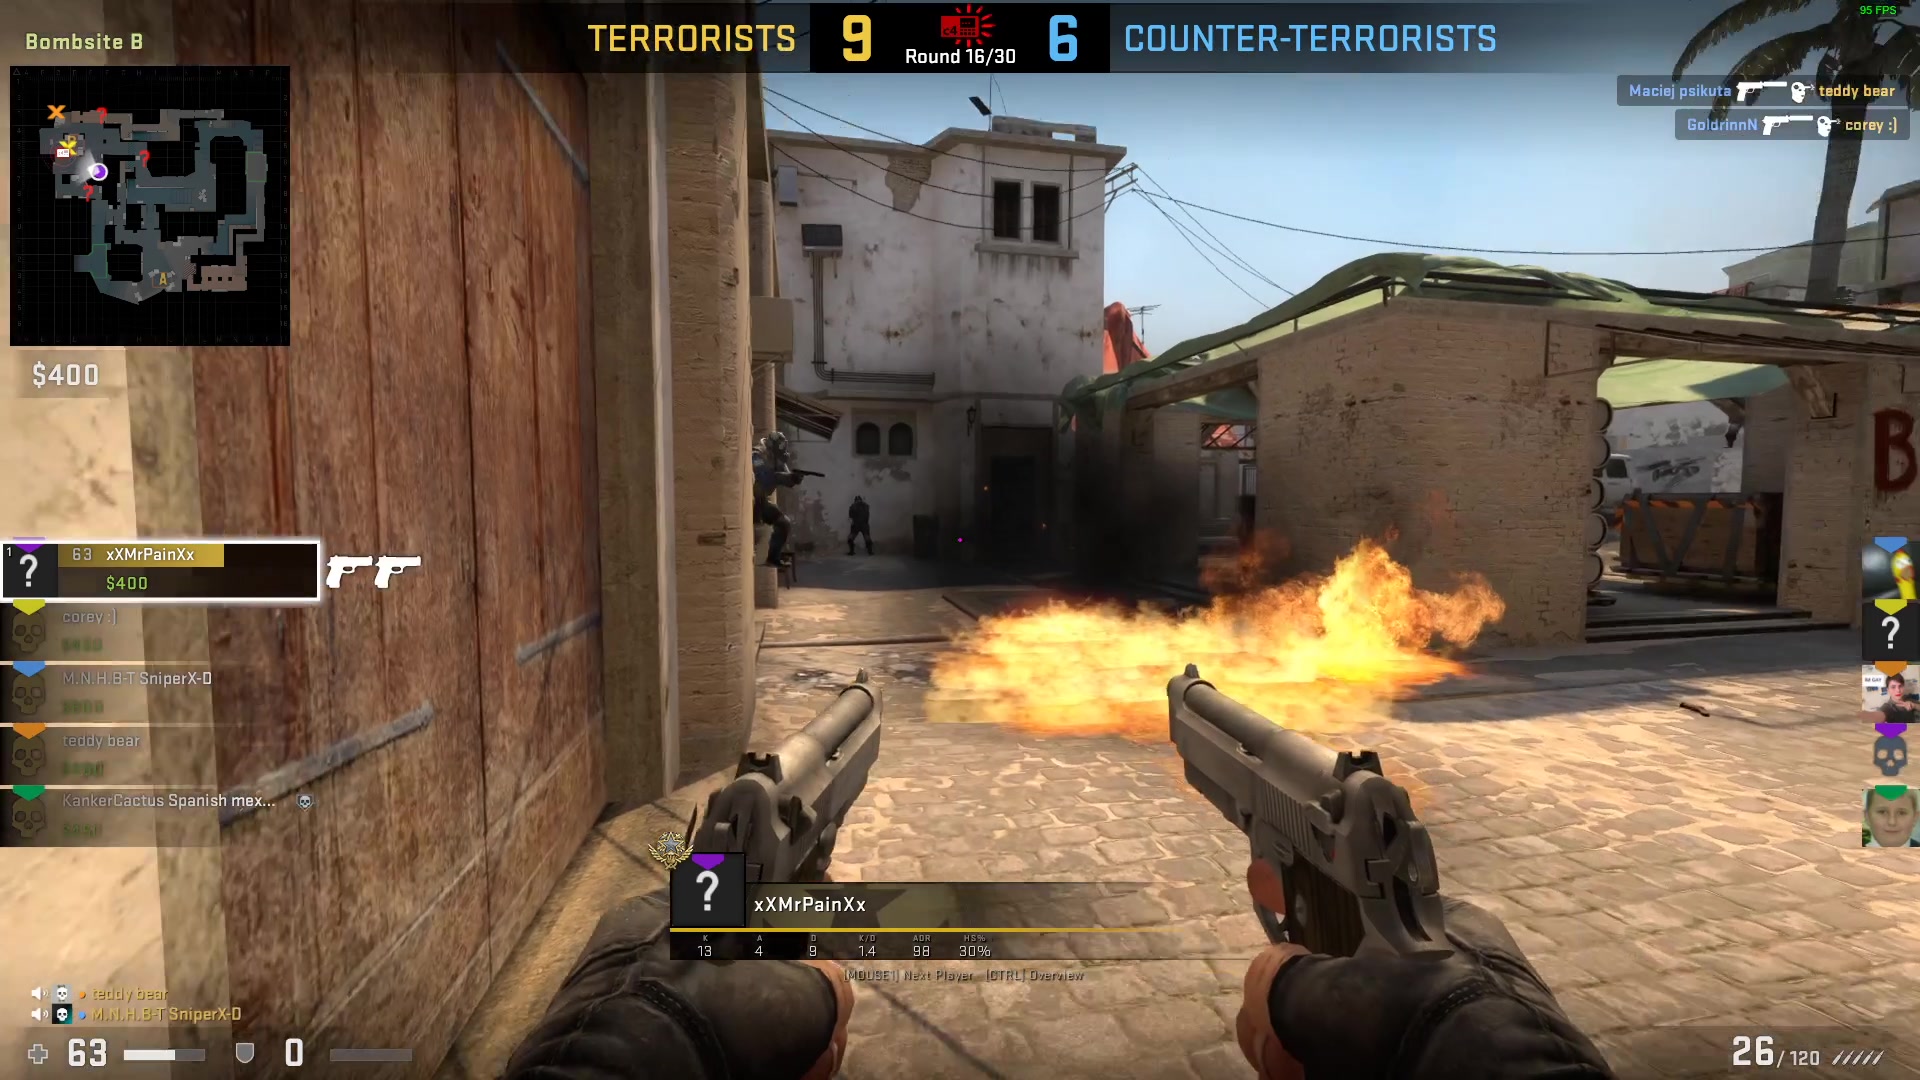 95 FPS
Bombsite B
TERRORISTS 9 6 COUNTER-TERRORISTS
Round 16/30
Maciej psikuta teddy bear
GoldrinnN corey :)
A
$400
B
1 ? 63 xXMrPainXx
$400
corey :)
M.N.H.B-T SniperX-D
teddy bear
KankerCactus Spanish mex...
? xXMrPainXx
K A D K/D ADR HS%
13 4 9 1.4 98 30%
[MOUSE1] Next Player [CTRL] Overview
teddy bear
M.N.H.B-T SniperX-D
63 0
26 / 120